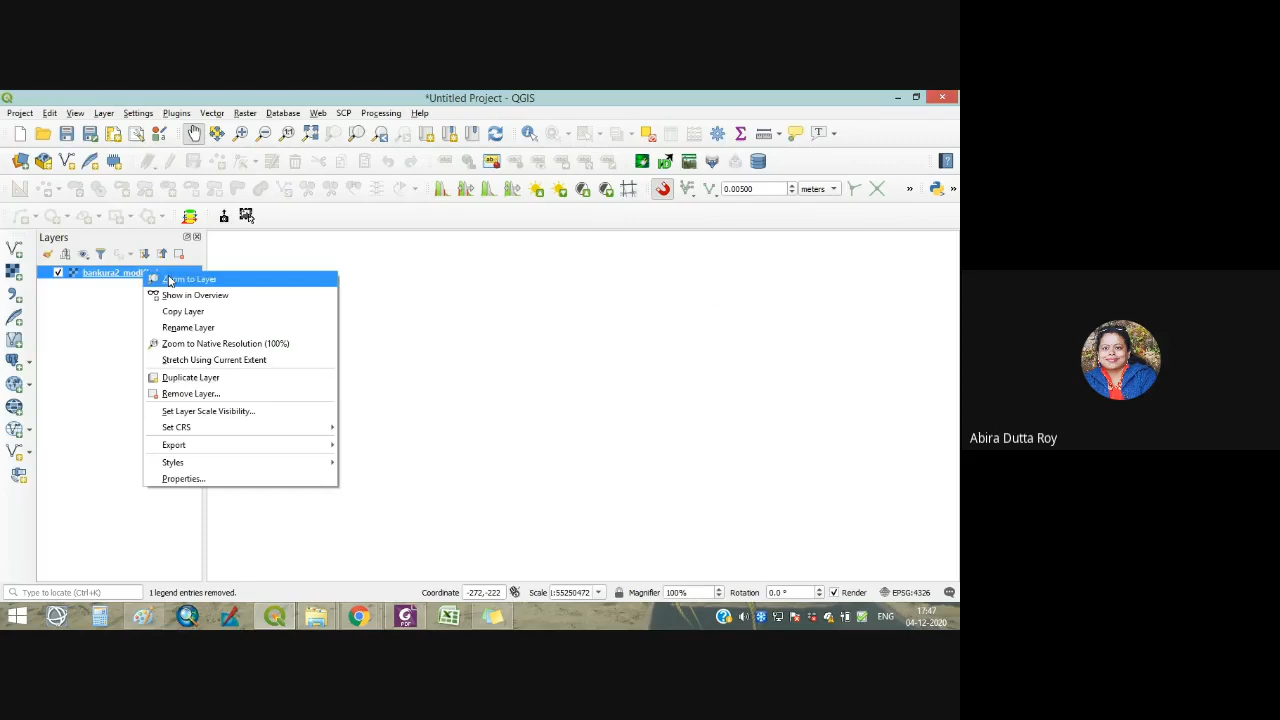 *Untitled Project - QGIS
Project Edit View Layer Settings Plugins Vector Raster Database Web SCP Processing Help
0.00500 meters
Layers
Zoom to Layer
Show in Overview
Copy Layer
Rename Layer
Zoom to Native Resolution (100%)
Stretch Using Current Extent
Duplicate Layer
Remove Layer...
Set Layer Scale Visibility...
Set CRS
Export
Styles
Properties...
Abira Dutta Roy
Type to locate (Ctrl+K) 1 legend entries removed. Coordinate -272,-222 Scale 1:55250472 Magnifier 100% Rotation 0.0 ° Render EPSG:4326
PDF ENG 17:47
04-12-2020